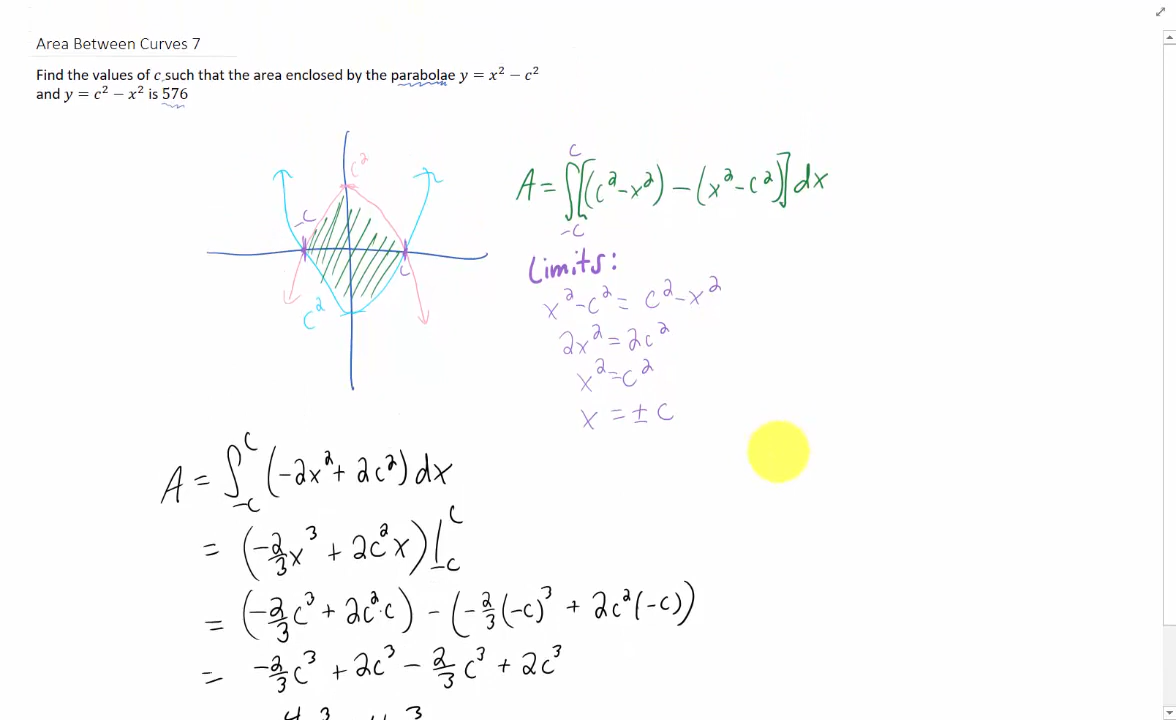 Area Between Curves 7
Find the values of c such that the area enclosed by the parabolae y = x² − c²
and y = c² − x² is 576
c²
-c
c
c²
A = ∫_{-c}^{c} [(c²-x²) - (x²-c²)] dx
Limits:
x²-c² = c²-x²
2x² = 2c²
x² = c²
x = ± c
A = ∫_{-c}^{c} (-2x² + 2c²) dx
= (-2/3 x³ + 2c²x) |_{-c}^{c}
= (-2/3 c³ + 2c²·c) - (-2/3 (-c)³ + 2c²(-c))
= -2/3 c³ + 2c³ - 2/3 c³ + 2c³